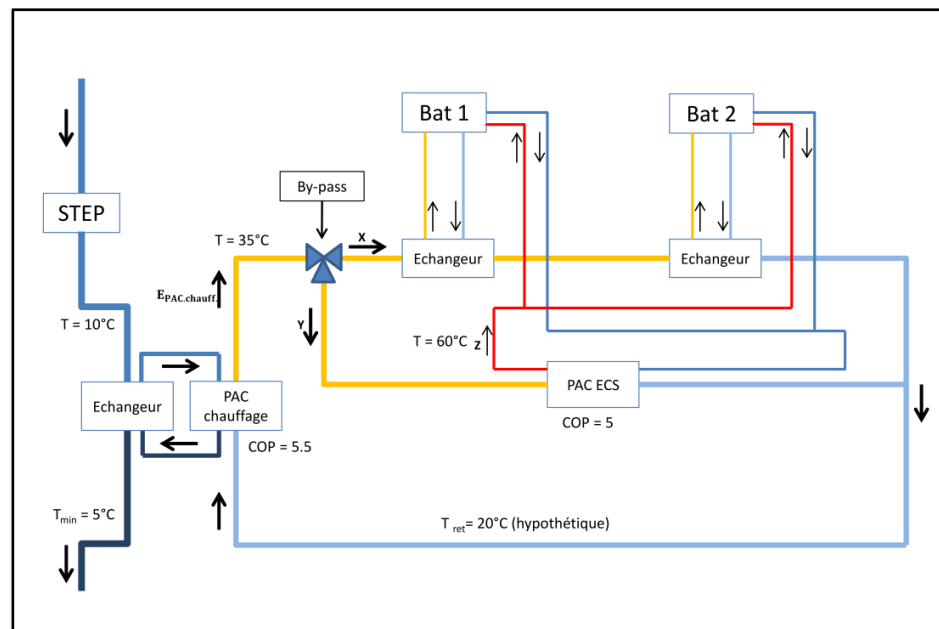 Bat 1
Bat 2
By-pass
STEP
T = 35°C
X
Echangeur
Echangeur
E_PAC.chauff.
T = 10°C
Y
T = 60°C
Z
PAC ECS
Echangeur
PAC
chauffage
COP = 5
COP = 5.5
T_min = 5°C
T_ret= 20°C (hypothétique)